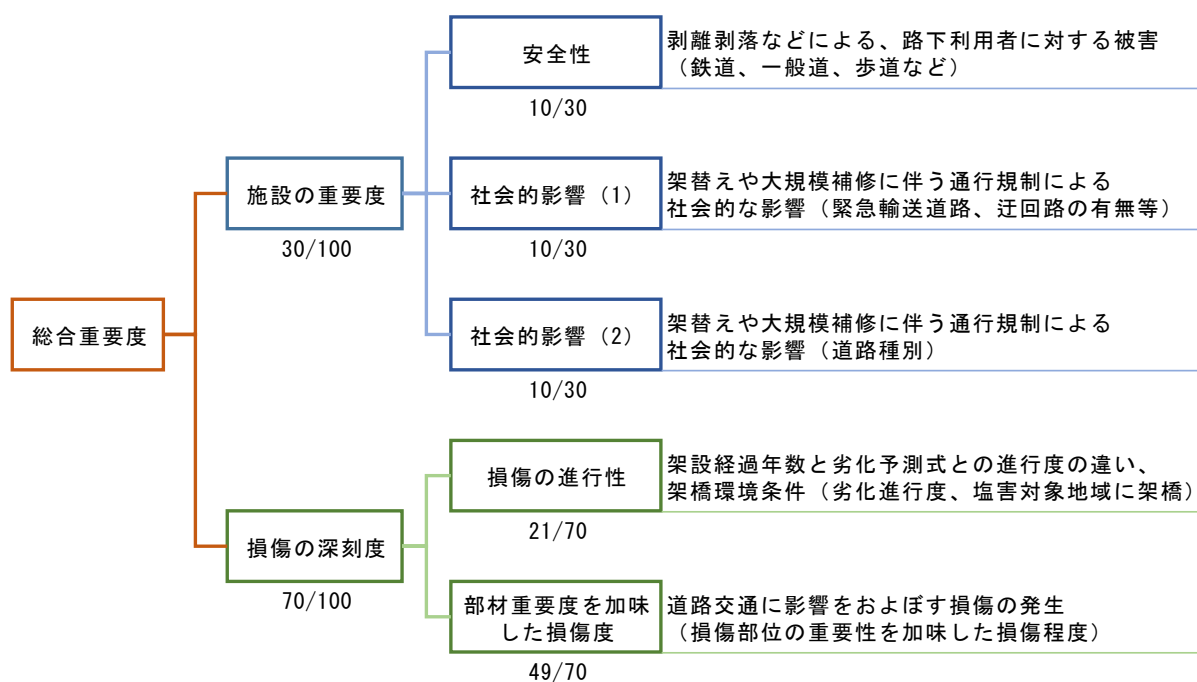 安全性
10/30
剥離剥落などによる、路下利用者に対する被害
（鉄道、一般道、歩道など）
施設の重要度
30/100
社会的影響（1）
10/30
架替えや大規模補修に伴う通行規制による
社会的な影響（緊急輸送道路、迂回路の有無等）
総合重要度
社会的影響（2）
10/30
架替えや大規模補修に伴う通行規制による
社会的な影響（道路種別）
損傷の進行性
21/70
架設経過年数と劣化予測式との進行度の違い、
架橋環境条件（劣化進行度、塩害対象地域に架橋）
損傷の深刻度
70/100
部材重要度を加味
した損傷度
49/70
道路交通に影響をおよぼす損傷の発生
（損傷部位の重要性を加味した損傷程度）